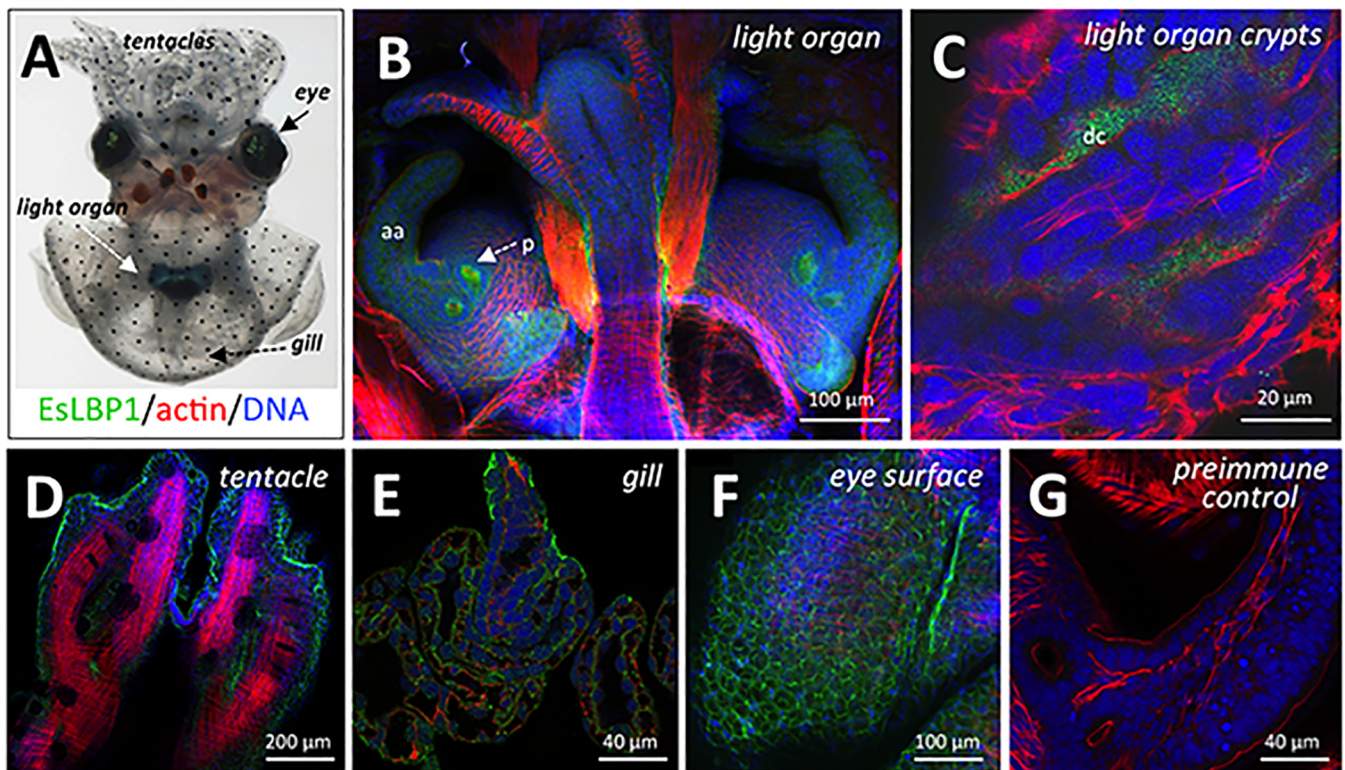 A
tentacles
eye
light organ
gill
EsLBP1/actin/DNA
B
light organ
aa
p
100 µm
C
light organ crypts
dc
20 µm
D
tentacle
200 µm
E
gill
40 µm
F
eye surface
100 µm
G
preimmune
control
40 µm